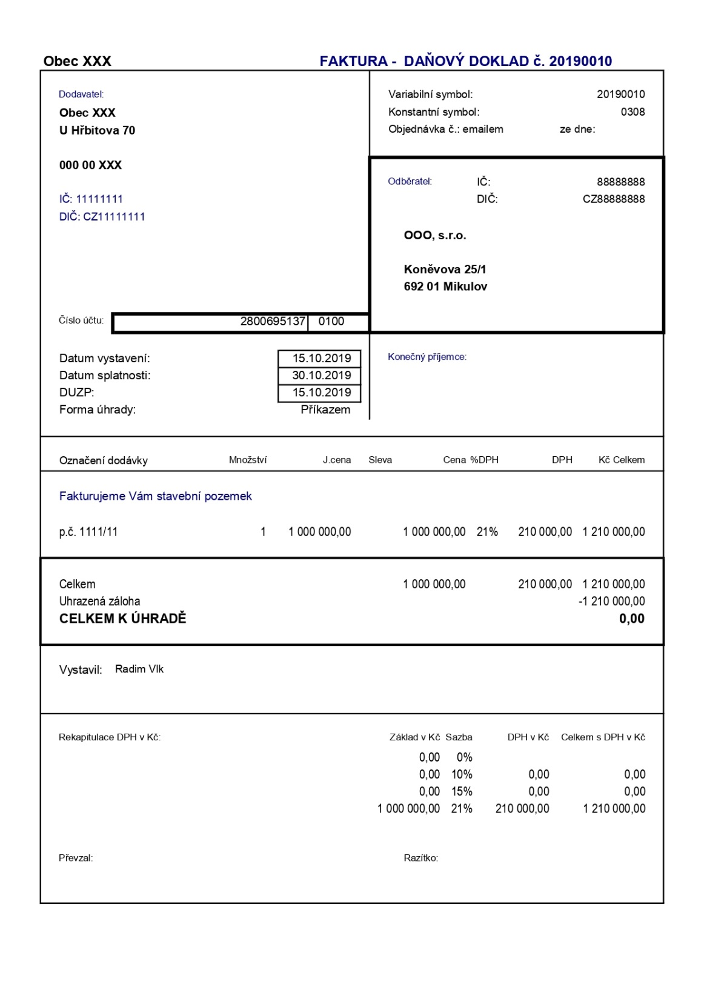 Obec XXX FAKTURA - DAŇOVÝ DOKLAD č. 20190010
Dodavatel:
Obec XXX
U Hřbitova 70
000 00 XXX
IČ: 11111111
DIČ: CZ11111111
Variabilní symbol: 20190010
Konstantní symbol: 0308
Objednávka č.: emailem ze dne:
Odběratel: IČ: 88888888
DIČ: CZ88888888
OOO, s.r.o.
Koněvova 25/1
692 01 Mikulov
Číslo účtu: 2800695137 0100
Datum vystavení: 15.10.2019
Datum splatnosti: 30.10.2019
DUZP: 15.10.2019
Forma úhrady: Příkazem
Konečný příjemce:
Označení dodávky Množství J.cena Sleva Cena %DPH DPH Kč Celkem
Fakturujeme Vám stavební pozemek
p.č. 1111/11 1 1 000 000,00 1 000 000,00 21% 210 000,00 1 210 000,00
Celkem 1 000 000,00 210 000,00 1 210 000,00
Uhrazená záloha -1 210 000,00
CELKEM K ÚHRADĚ 0,00
Vystavil: Radim Vlk
Rekapitulace DPH v Kč: Základ v Kč Sazba DPH v Kč Celkem s DPH v Kč
0,00 0%
0,00 10% 0,00 0,00
0,00 15% 0,00 0,00
1 000 000,00 21% 210 000,00 1 210 000,00
Převzal: Razítko: